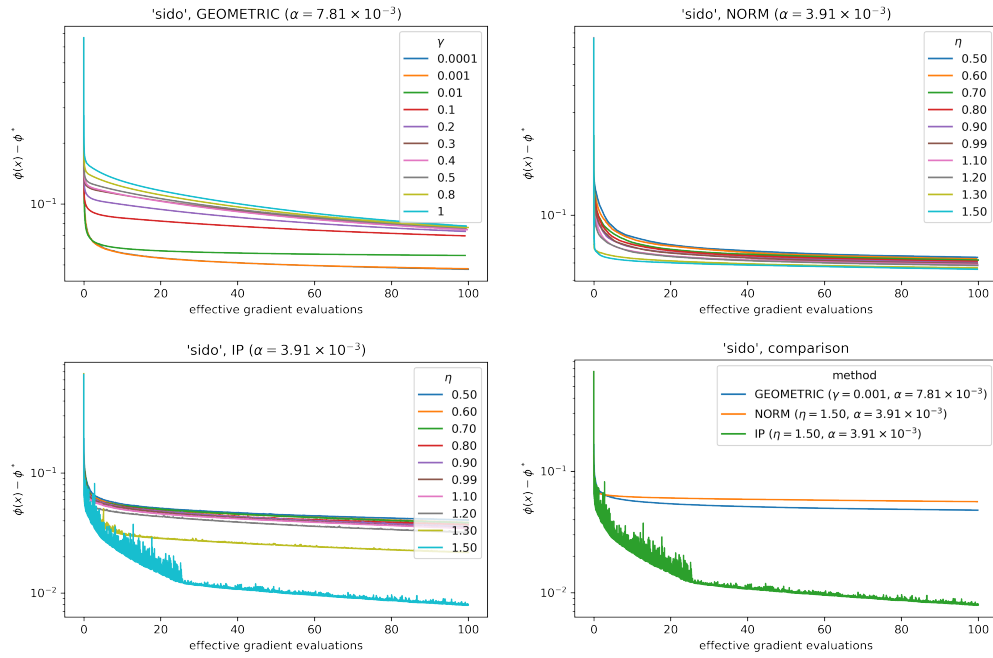 'sido', GEOMETRIC (α = 7.81 × 10⁻³)
ϕ(x) − ϕ*
10⁻¹
γ
0.0001
0.001
0.01
0.1
0.2
0.3
0.4
0.5
0.8
1
0 20 40 60 80 100
effective gradient evaluations
'sido', NORM (α = 3.91 × 10⁻³)
ϕ(x) − ϕ*
10⁻¹
η
0.50
0.60
0.70
0.80
0.90
0.99
1.10
1.20
1.30
1.50
0 20 40 60 80 100
effective gradient evaluations
'sido', IP (α = 3.91 × 10⁻³)
ϕ(x) − ϕ*
10⁻¹
10⁻²
η
0.50
0.60
0.70
0.80
0.90
0.99
1.10
1.20
1.30
1.50
0 20 40 60 80 100
effective gradient evaluations
'sido', comparison
ϕ(x) − ϕ*
10⁻¹
10⁻²
method
GEOMETRIC (γ = 0.001, α = 7.81 × 10⁻³)
NORM (η = 1.50, α = 3.91 × 10⁻³)
IP (η = 1.50, α = 3.91 × 10⁻³)
0 20 40 60 80 100
effective gradient evaluations